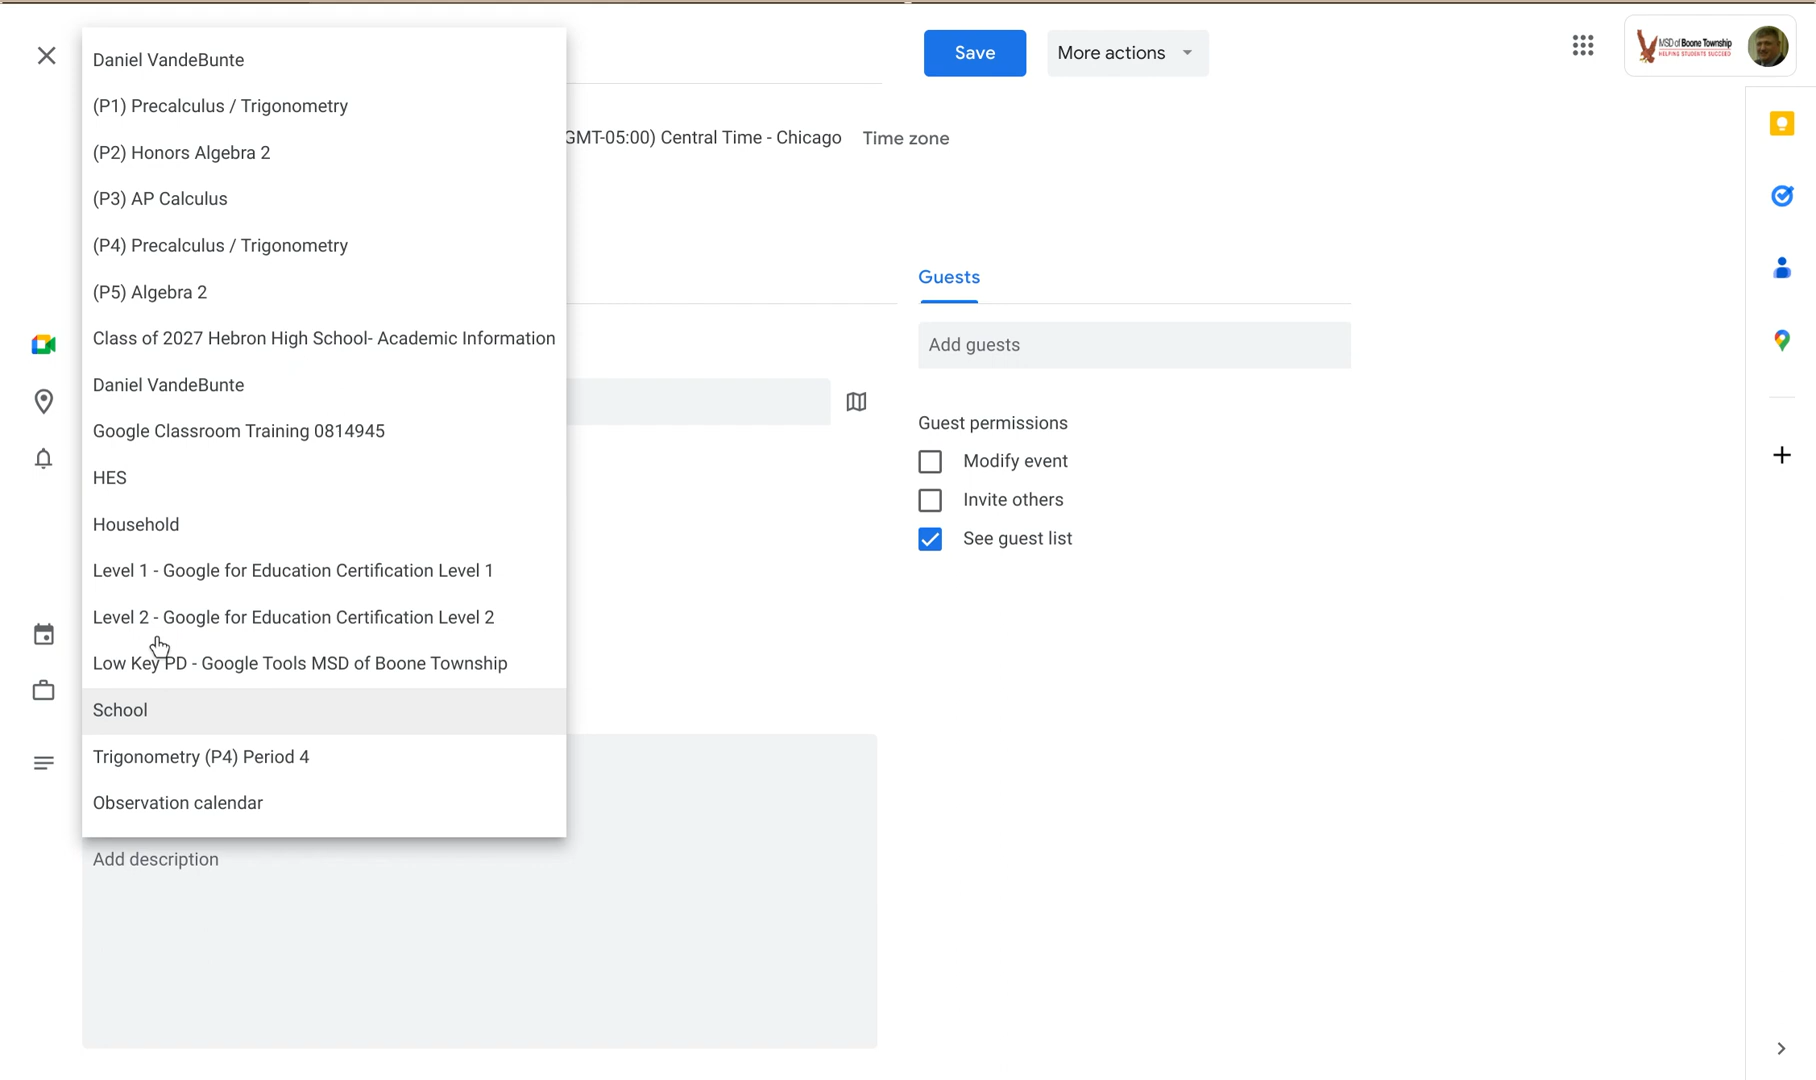 Daniel VandeBunte
(P1) Precalculus / Trigonometry
(P2) Honors Algebra 2
(P3) AP Calculus
(P4) Precalculus / Trigonometry
(P5) Algebra 2
Class of 2027 Hebron High School- Academic Information
Daniel VandeBunte
Google Classroom Training 0814945
HES
Household
Level 1 - Google for Education Certification Level 1
Level 2 - Google for Education Certification Level 2
Low Key PD - Google Tools MSD of Boone Township
School
Trigonometry (P4) Period 4
Observation calendar
Add description
Save
More actions
MSD of Boone Township
HELPING STUDENTS SUCCEED
GMT-05:00) Central Time - Chicago Time zone
Guests
Add guests
Guest permissions
Modify event
Invite others
See guest list